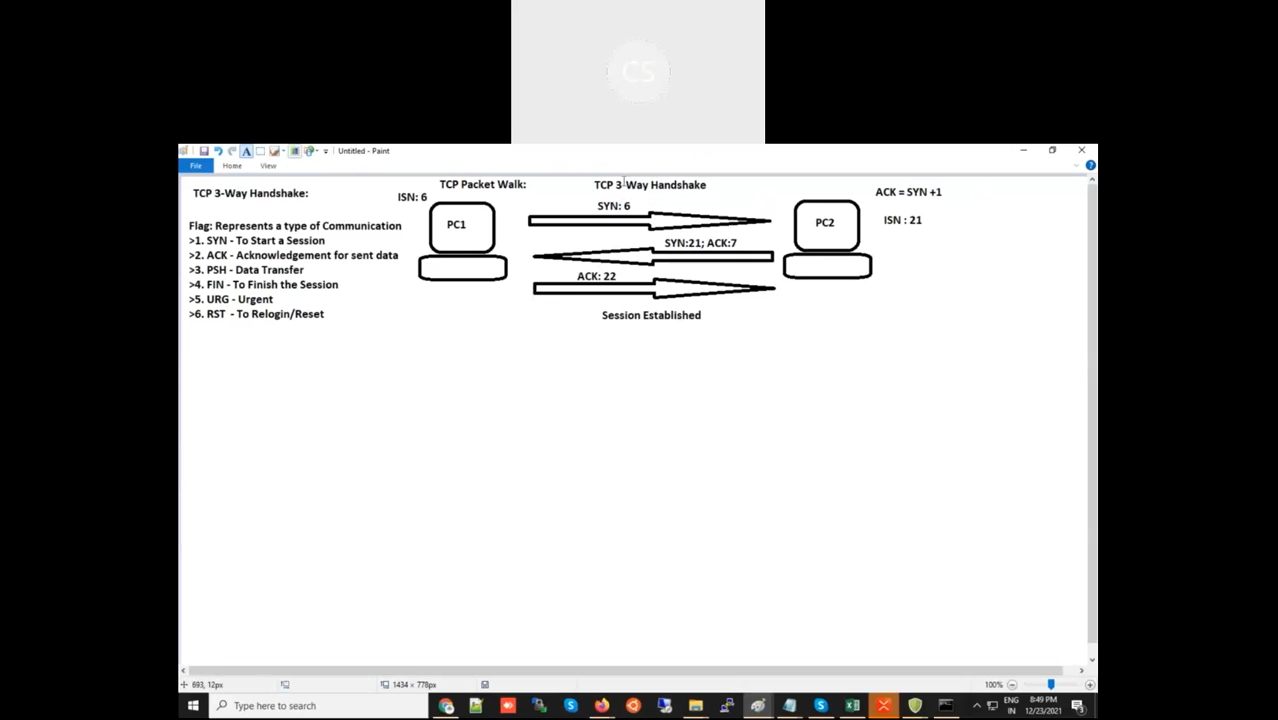 CS
Untitled - Paint
File Home View
TCP 3-Way Handshake:
Flag: Represents a type of Communication
>1. SYN - To Start a Session
>2. ACK - Acknowledgement for sent data
>3. PSH - Data Transfer
>4. FIN - To Finish the Session
>5. URG - Urgent
>6. RST - To Relogin/Reset
TCP Packet Walk:
TCP 3-Way Handshake
ISN: 6
PC1
SYN: 6
SYN:21; ACK:7
ACK: 22
Session Established
ACK = SYN +1
ISN : 21
PC2
693, 12px
1434 × 778px
100%
Type here to search
ENG
IN
8:49 PM
12/23/2021
3